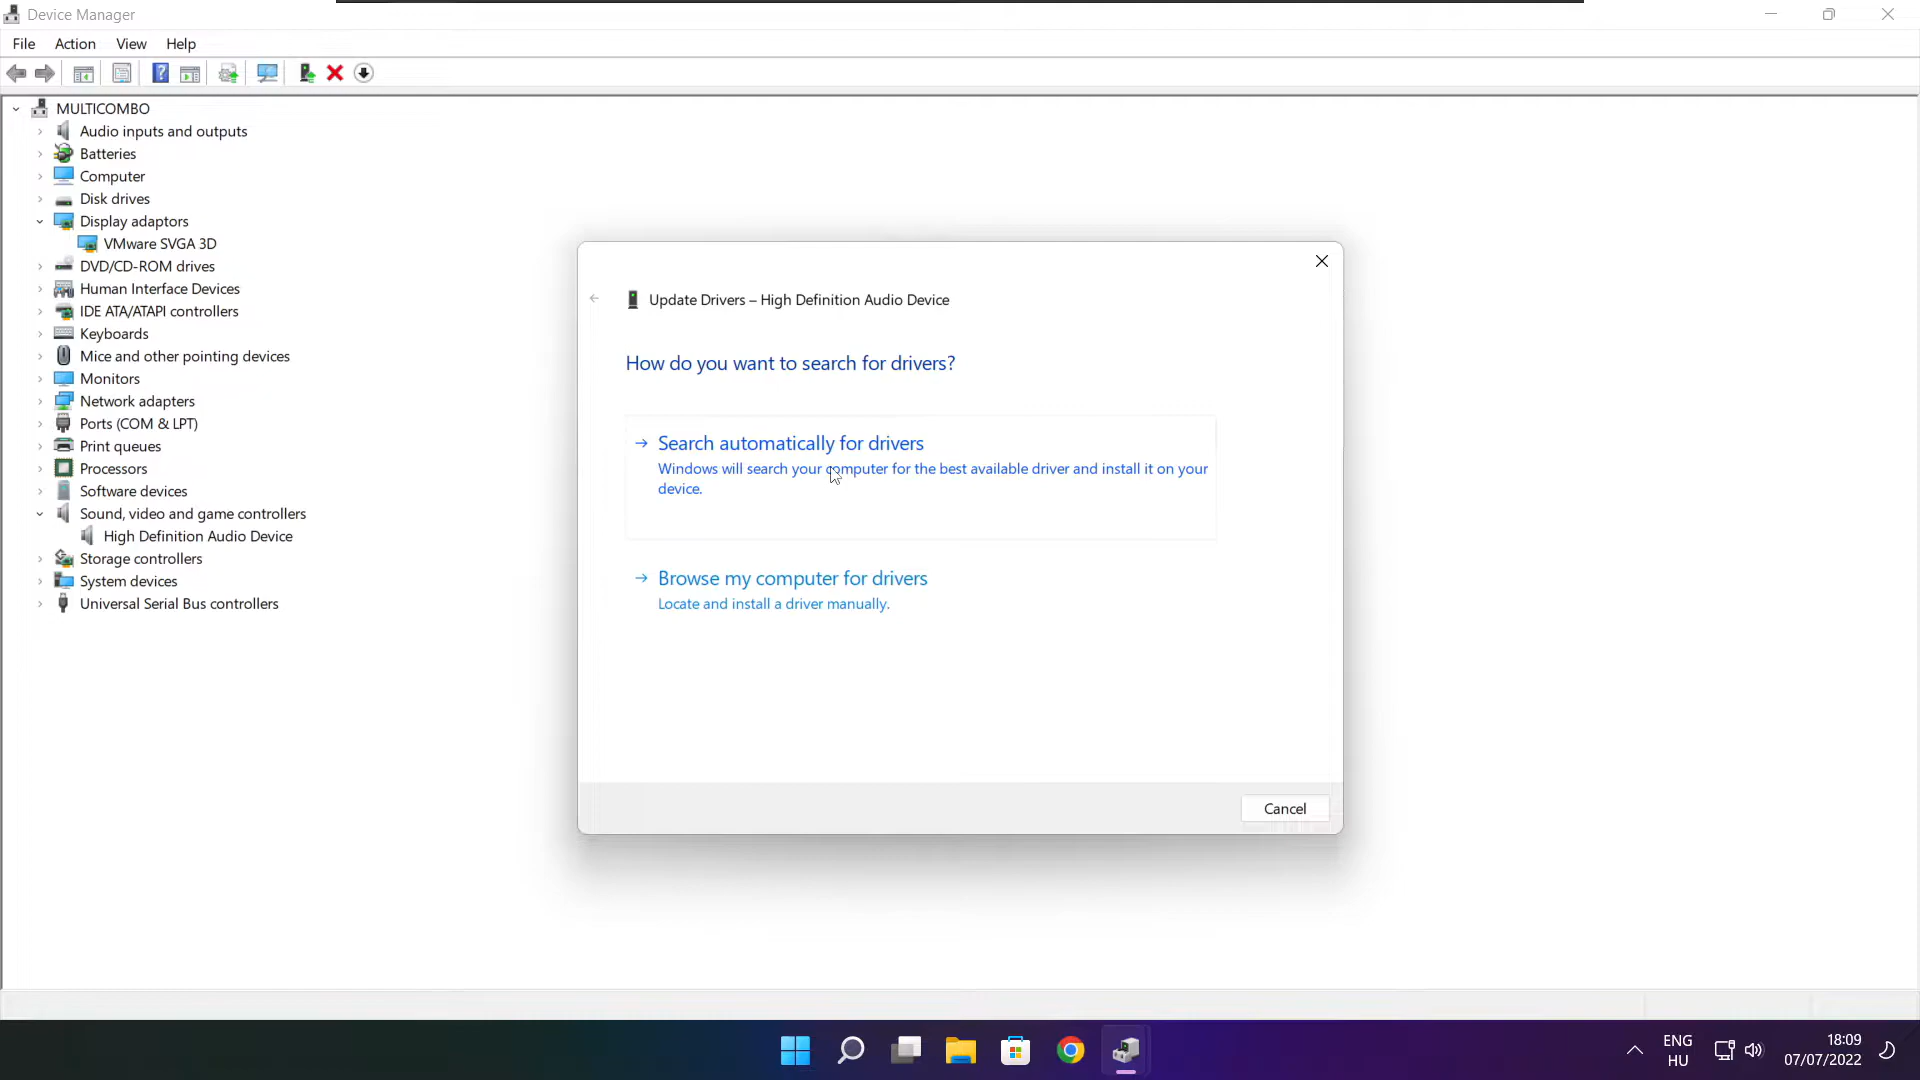 Device Manager
File Action View Help
MULTICOMBO
Audio inputs and outputs
Batteries
Computer
Disk drives
Display adaptors
VMware SVGA 3D
DVD/CD-ROM drives
Human Interface Devices
IDE ATA/ATAPI controllers
Keyboards
Mice and other pointing devices
Monitors
Network adapters
Ports (COM & LPT)
Print queues
Processors
Software devices
Sound, video and game controllers
High Definition Audio Device
Storage controllers
System devices
Universal Serial Bus controllers
Update Drivers – High Definition Audio Device
How do you want to search for drivers?
Search automatically for drivers
Windows will search your computer for the best available driver and install it on your
device.
Browse my computer for drivers
Locate and install a driver manually.
Cancel
ENG
HU
18:09
07/07/2022